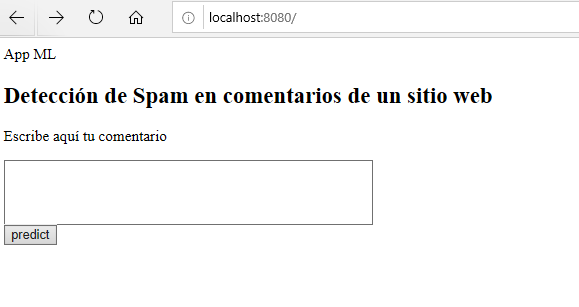 localhost:8080/
App ML
Detección de Spam en comentarios de un sitio web
Escribe aquí tu comentario
predict